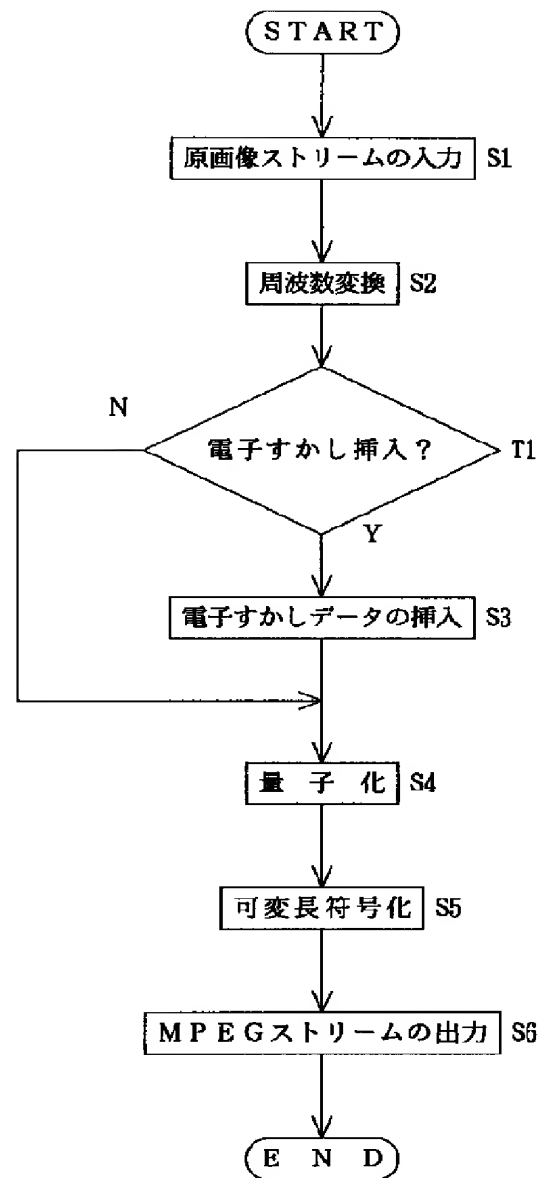 START
原画像ストリームの入力 S1
周波数変換 S2
N
電子すかし挿入? T1
Y
電子すかしデータの挿入 S3
量子化 S4
可変長符号化 S5
MPEGストリームの出力 S6
END